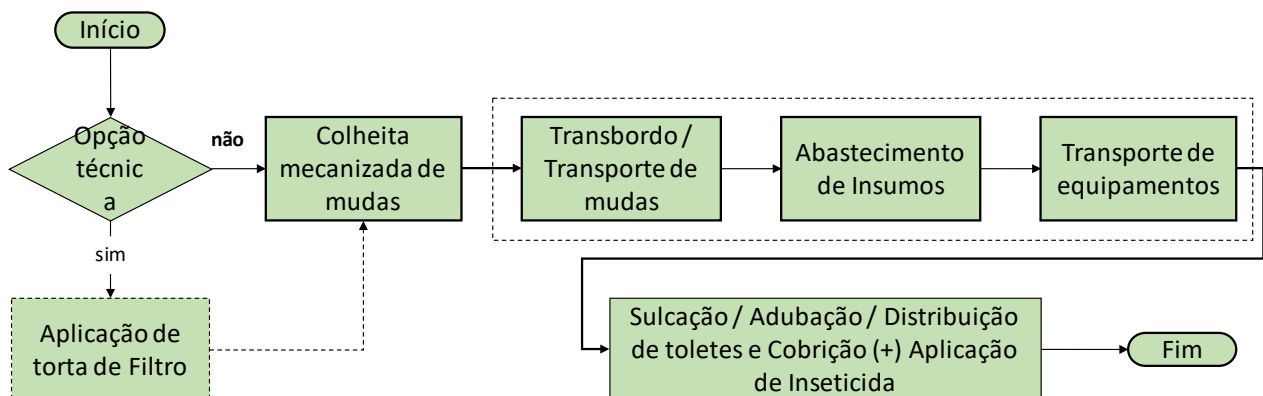 Início
Opção
técnic
a
não
sim
Aplicação de
torta de Filtro
Colheita
mecanizada de
mudas
Transbordo /
Transporte de
mudas
Abastecimento
de Insumos
Transporte de
equipamentos
Sulcação / Adubação / Distribuição
de toletes e Cobrição (+) Aplicação
de Inseticida
Fim